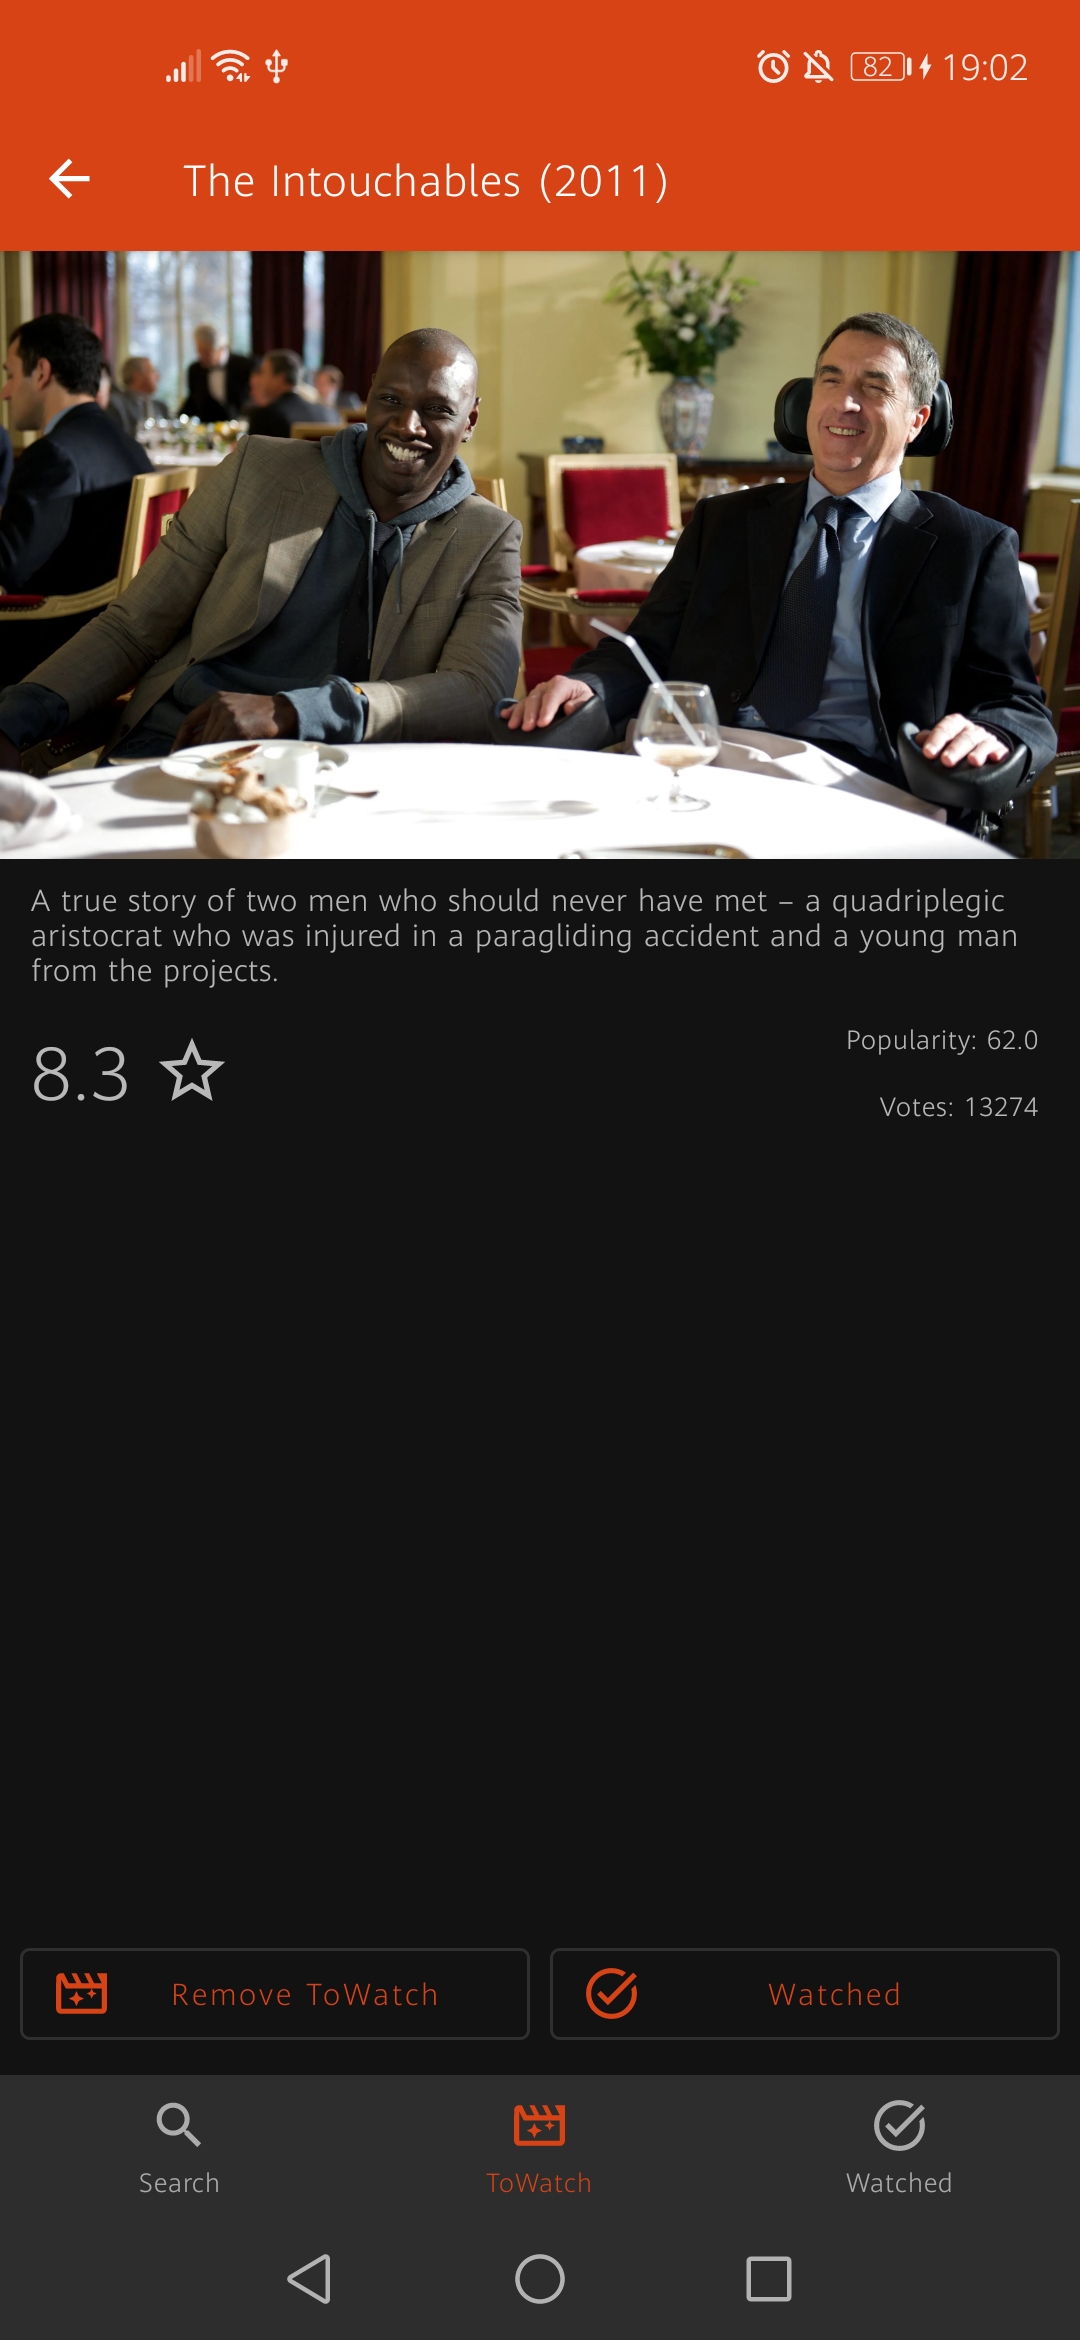 82 19:02
The Intouchables (2011)
A true story of two men who should never have met – a quadriplegic
aristocrat who was injured in a paragliding accident and a young man
from the projects.
8.3
Popularity: 62.0
Votes: 13274
Remove ToWatch
Watched
Search
ToWatch
Watched